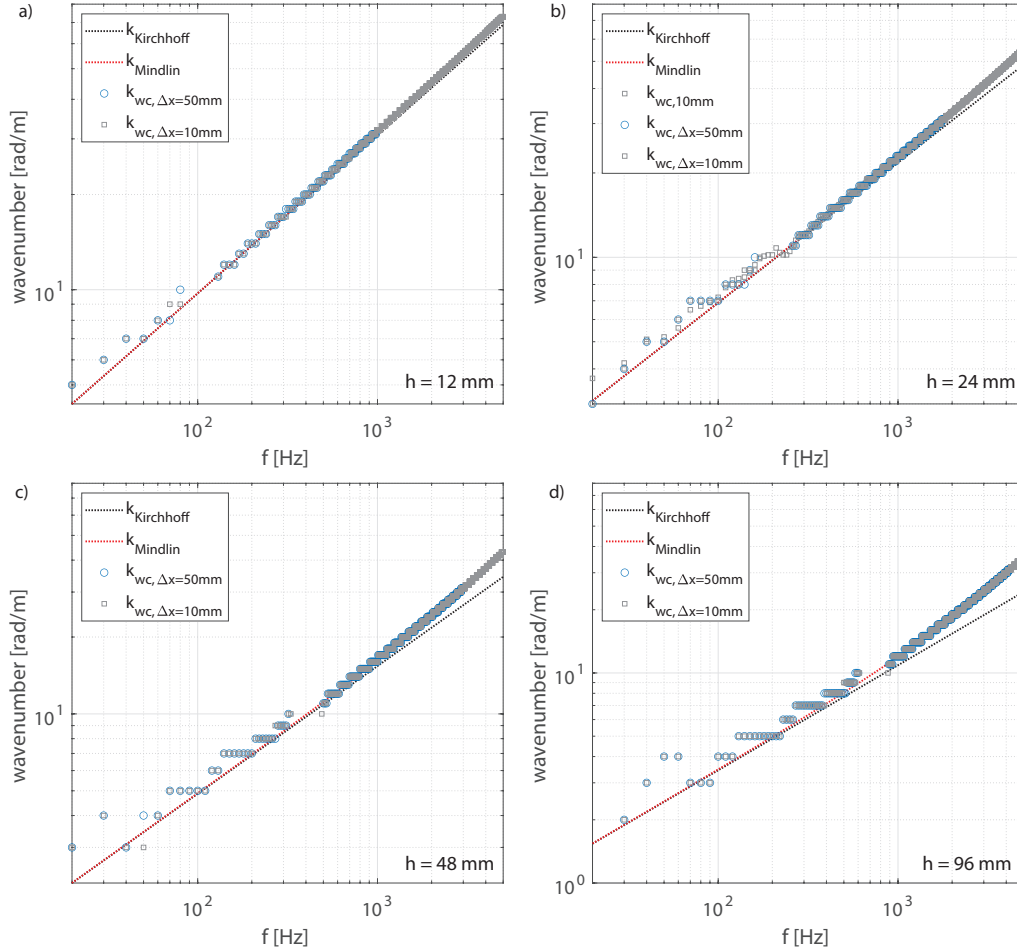 a)
k_Kirchhoff
k_Mindlin
k_wc, Δx=50mm
k_wc, Δx=10mm
10^1
wavenumber [rad/m]
h = 12 mm
10^2
10^3
f [Hz]
b)
k_Kirchhoff
k_Mindlin
k_wc,10mm
k_wc, Δx=50mm
k_wc, Δx=10mm
10^1
wavenumber [rad/m]
h = 24 mm
10^2
10^3
f [Hz]
c)
k_Kirchhoff
k_Mindlin
k_wc, Δx=50mm
k_wc, Δx=10mm
10^1
wavenumber [rad/m]
h = 48 mm
10^2
10^3
f [Hz]
d)
k_Kirchhoff
k_Mindlin
k_wc, Δx=50mm
k_wc, Δx=10mm
10^1
wavenumber [rad/m]
h = 96 mm
10^0
10^2
10^3
f [Hz]